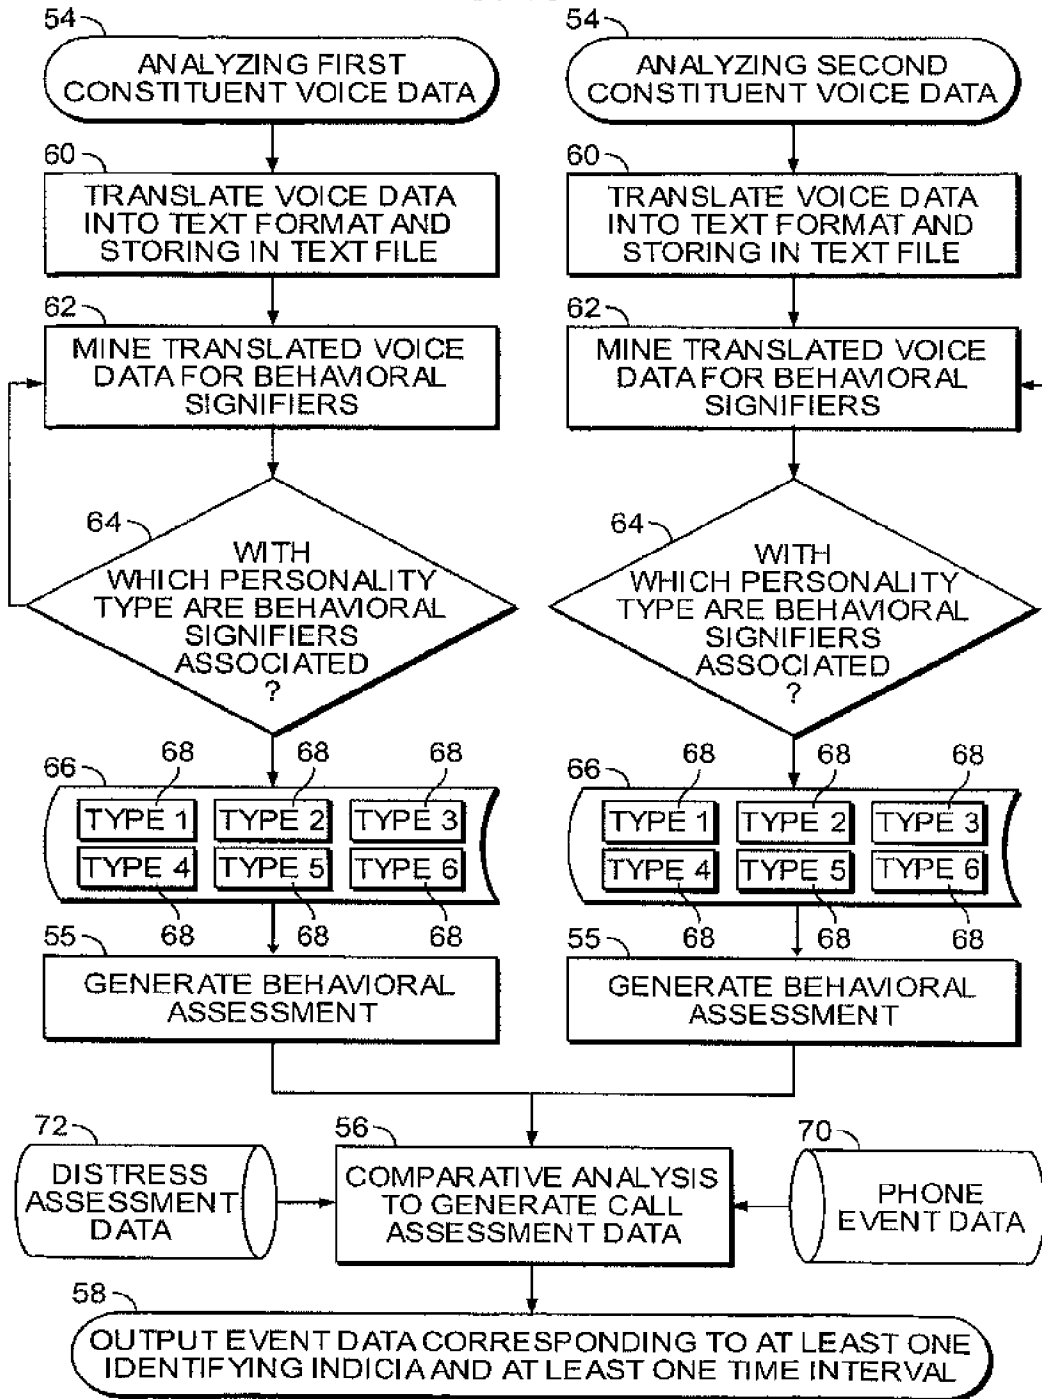 54
ANALYZING FIRST
CONSTITUENT VOICE DATA
60
TRANSLATE VOICE DATA
INTO TEXT FORMAT AND
STORING IN TEXT FILE
62
MINE TRANSLATED VOICE
DATA FOR BEHAVIORAL
SIGNIFIERS
64
WITH
WHICH PERSONALITY
TYPE ARE BEHAVIORAL
SIGNIFIERS
ASSOCIATED
?
66
68 68 68
TYPE 1 TYPE 2 TYPE 3
TYPE 4 TYPE 5 TYPE 6
68 68 68
55
GENERATE BEHAVIORAL
ASSESSMENT
54
ANALYZING SECOND
CONSTITUENT VOICE DATA
60
TRANSLATE VOICE DATA
INTO TEXT FORMAT AND
STORING IN TEXT FILE
62
MINE TRANSLATED VOICE
DATA FOR BEHAVIORAL
SIGNIFIERS
64
WITH
WHICH PERSONALITY
TYPE ARE BEHAVIORAL
SIGNIFIERS
ASSOCIATED
?
66
68 68 68
TYPE 1 TYPE 2 TYPE 3
TYPE 4 TYPE 5 TYPE 6
68 68 68
55
GENERATE BEHAVIORAL
ASSESSMENT
72
DISTRESS
ASSESSMENT
DATA
56
COMPARATIVE ANALYSIS
TO GENERATE CALL
ASSESSMENT DATA
70
PHONE
EVENT DATA
58
OUTPUT EVENT DATA CORRESPONDING TO AT LEAST ONE
IDENTIFYING INDICIA AND AT LEAST ONE TIME INTERVAL